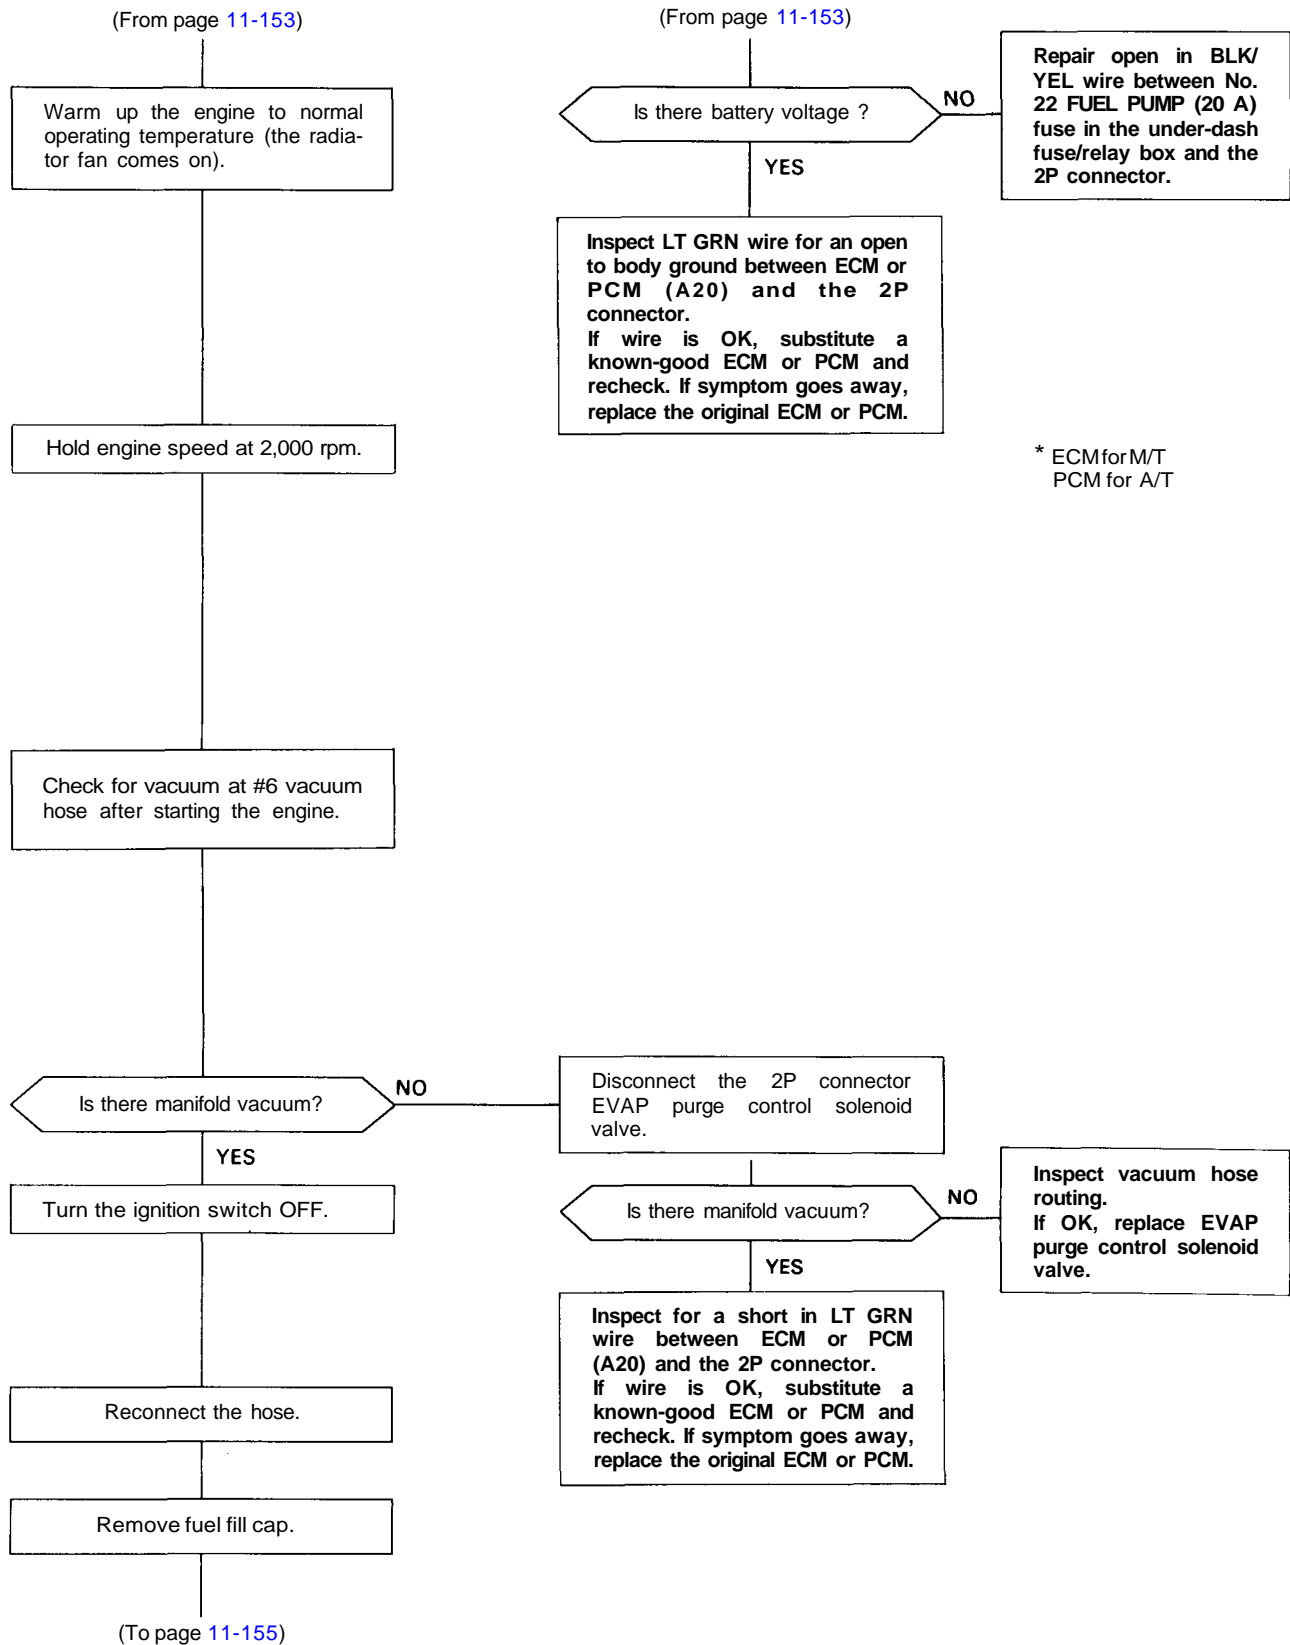 (From page 11-153)
Warm up the engine to normal
operating temperature (the radia-
tor fan comes on).
Hold engine speed at 2,000 rpm.
Check for vacuum at #6 vacuum
hose after starting the engine.
Is there manifold vacuum?
NO
YES
Turn the ignition switch OFF.
Reconnect the hose.
Remove fuel fill cap.
(To page 11-155)
(From page 11-153)
Is there battery voltage ?
NO
YES
Repair open in BLK/
YEL wire between No.
22 FUEL PUMP (20 A)
fuse in the under-dash
fuse/relay box and the
2P connector.
Inspect LT GRN wire for an open
to body ground between ECM or
PCM (A20) and the 2P
connector.
If wire is OK, substitute a
known-good ECM or PCM and
recheck. If symptom goes away,
replace the original ECM or PCM.
* ECM for M/T
PCM for A/T
Disconnect the 2P connector
EVAP purge control solenoid
valve.
Is there manifold vacuum?
NO
YES
Inspect vacuum hose
routing.
If OK, replace EVAP
purge control solenoid
valve.
Inspect for a short in LT GRN
wire between ECM or PCM
(A20) and the 2P connector.
If wire is OK, substitute a
known-good ECM or PCM and
recheck. If symptom goes away,
replace the original ECM or PCM.